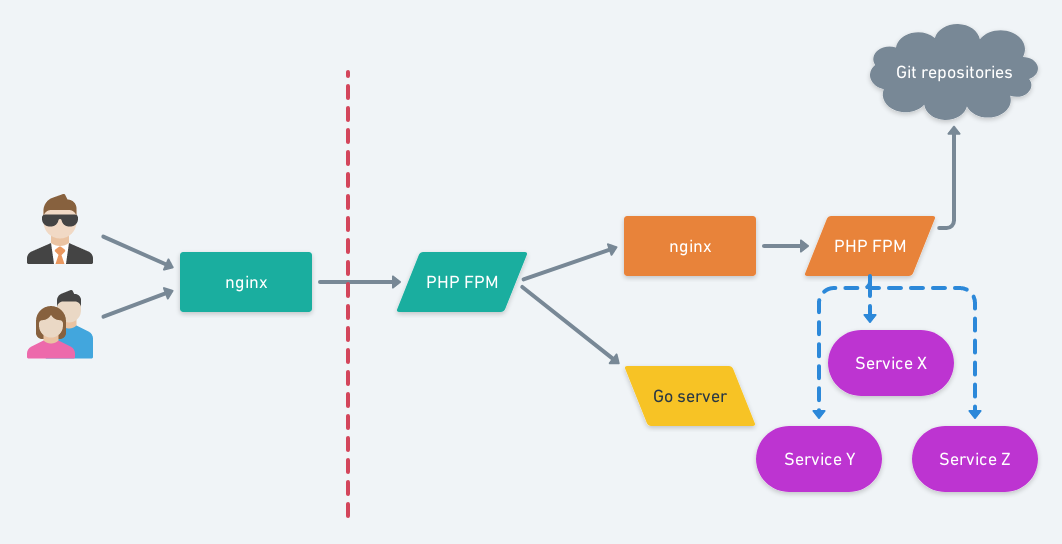 Git repositories
nginx
PHP FPM
nginx
PHP FPM
Go server
Service X
Service Y
Service Z